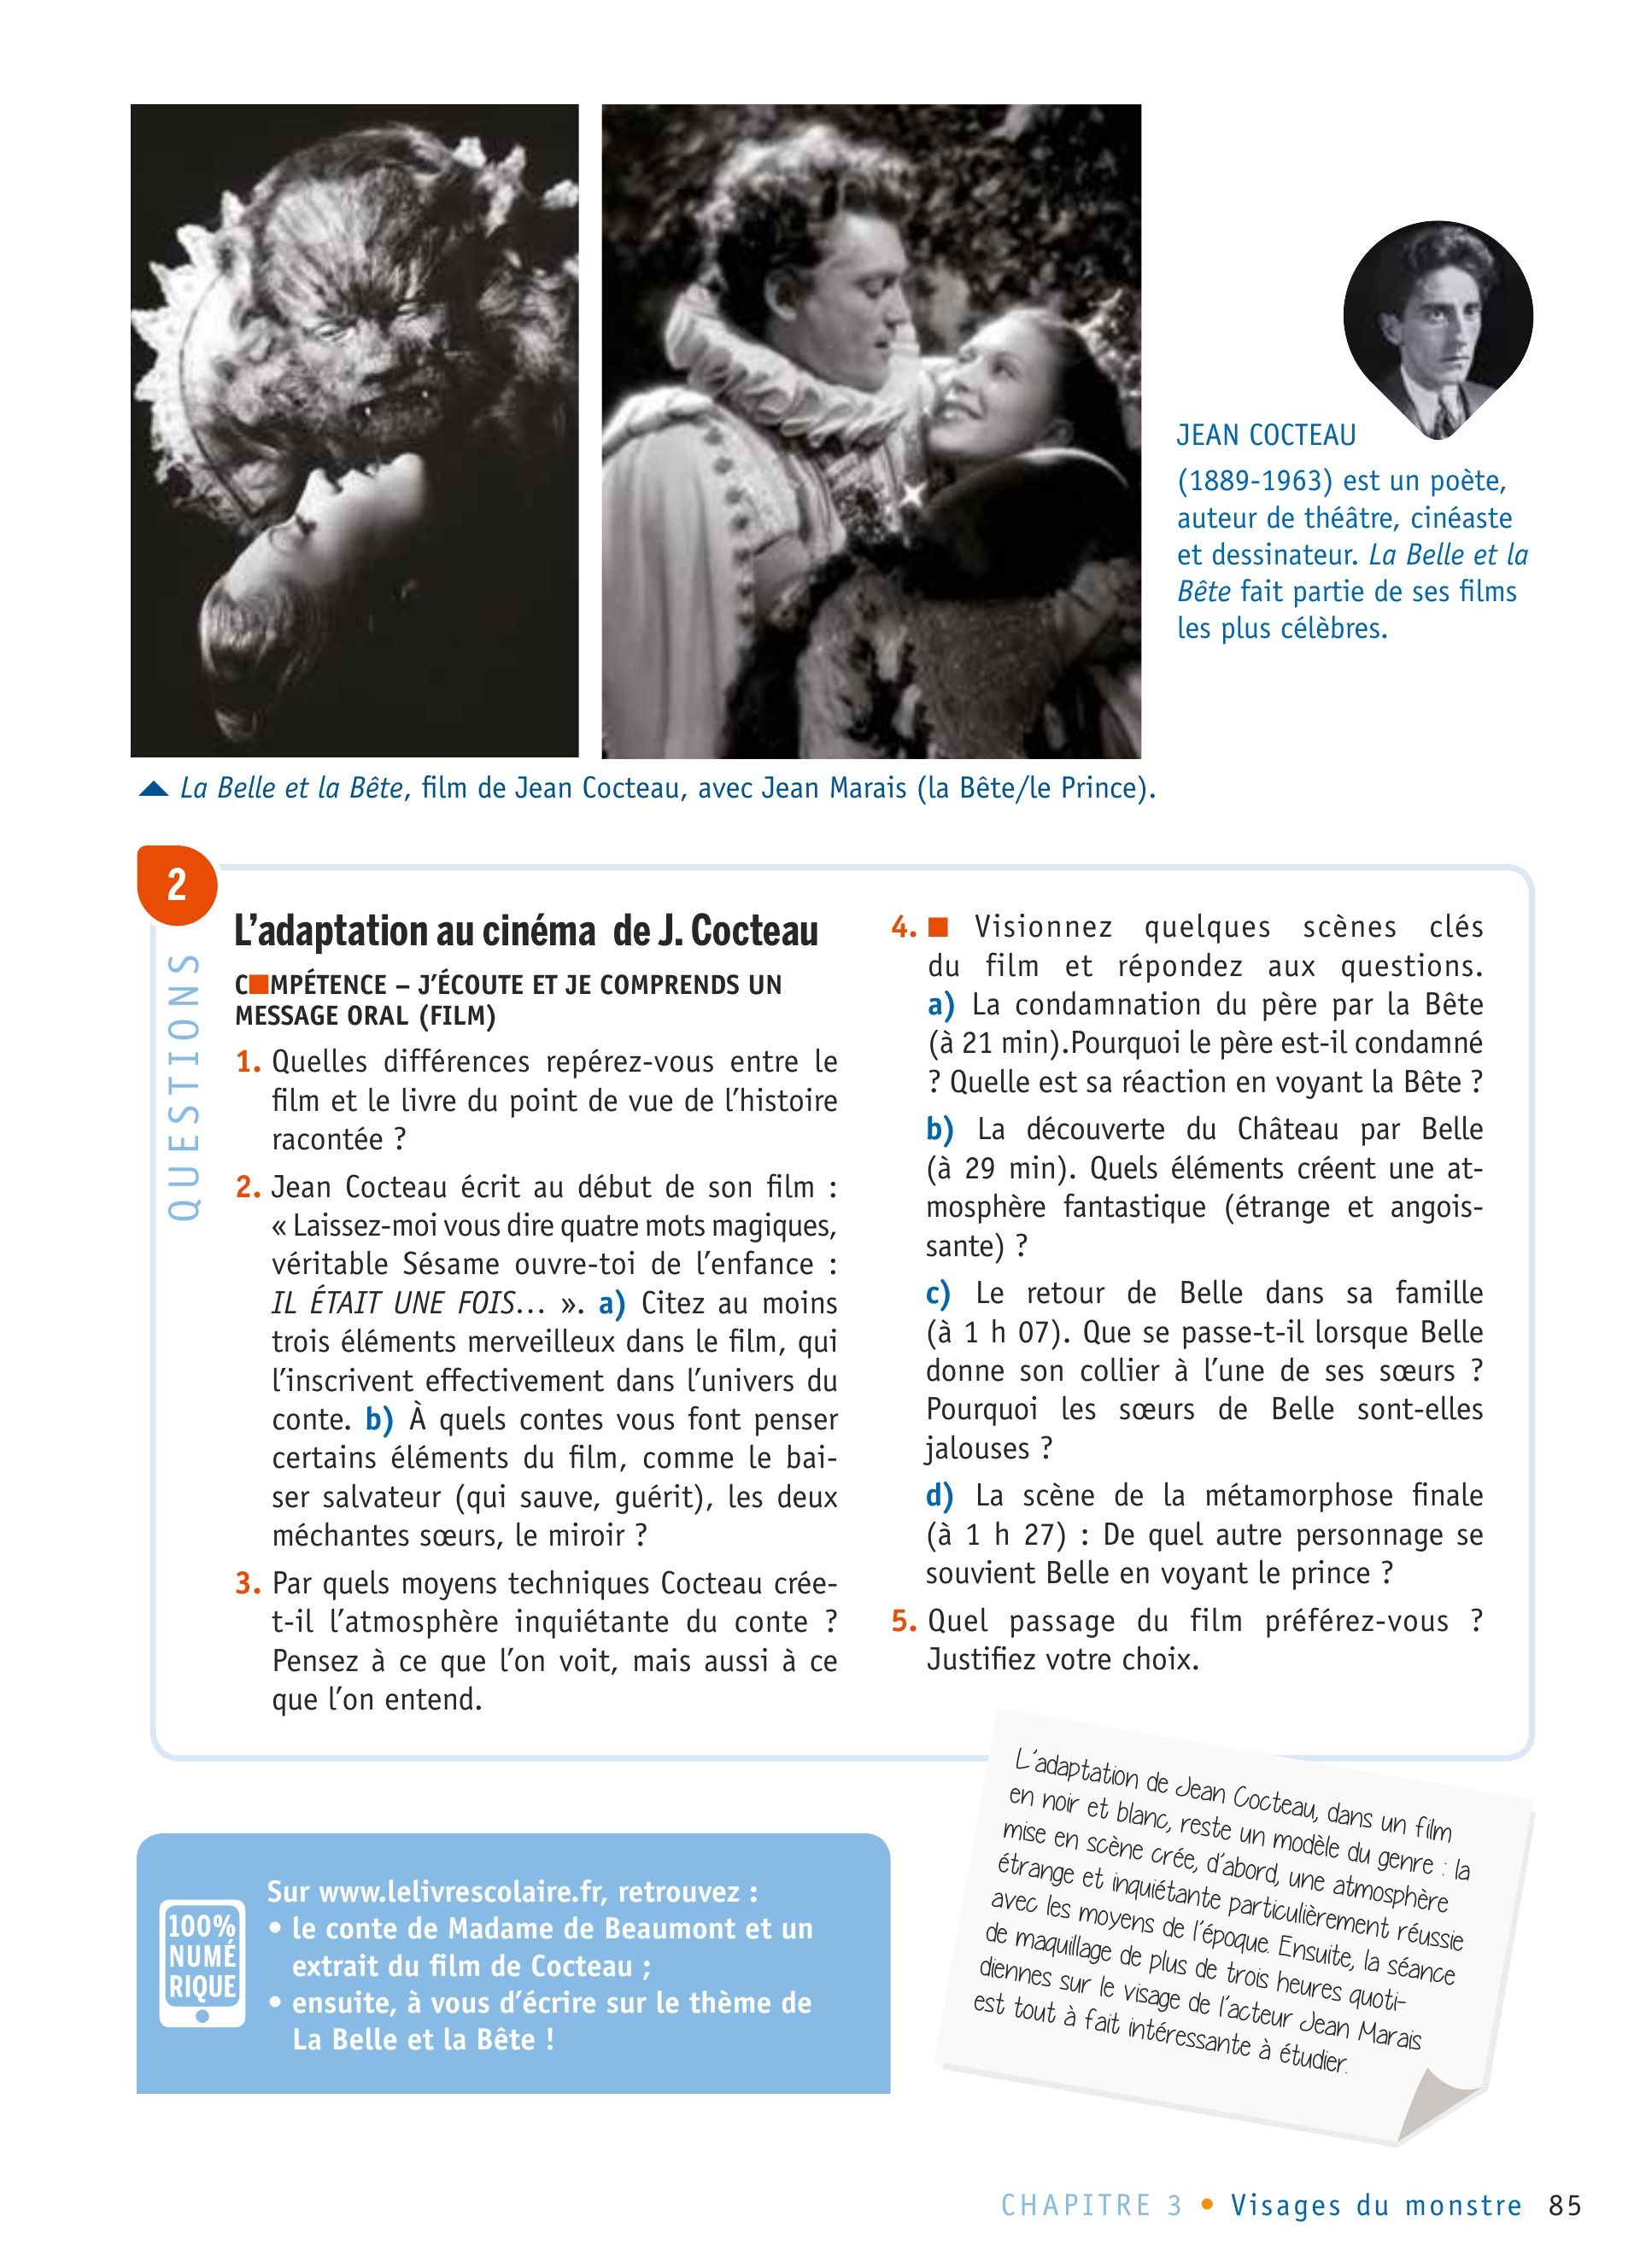 JEAN COCTEAU
(1889-1963) est un poète,
auteur de théâtre, cinéaste
et dessinateur. La Belle et la
Bête fait partie de ses films
les plus célèbres.
La Belle et la Bête, film de Jean Cocteau, avec Jean Marais (la Bête/le Prince).
2
QUESTIONS
L’adaptation au cinéma de J. Cocteau
C■MPÉTENCE – J’ÉCOUTE ET JE COMPRENDS UN
MESSAGE ORAL (FILM)
1. Quelles différences repérez-vous entre le
film et le livre du point de vue de l’histoire
racontée ?
2. Jean Cocteau écrit au début de son film :
« Laissez-moi vous dire quatre mots magiques,
véritable Sésame ouvre-toi de l’enfance :
IL ÉTAIT UNE FOIS… ». a) Citez au moins
trois éléments merveilleux dans le film, qui
l’inscrivent effectivement dans l’univers du
conte. b) À quels contes vous font penser
certains éléments du film, comme le bai-
ser salvateur (qui sauve, guérit), les deux
méchantes sœurs, le miroir ?
3. Par quels moyens techniques Cocteau crée-
t-il l’atmosphère inquiétante du conte ?
Pensez à ce que l’on voit, mais aussi à ce
que l’on entend.
4. ■ Visionnez quelques scènes clés
du film et répondez aux questions.
a) La condamnation du père par la Bête
(à 21 min).Pourquoi le père est-il condamné
? Quelle est sa réaction en voyant la Bête ?
b) La découverte du Château par Belle
(à 29 min). Quels éléments créent une at-
mosphère fantastique (étrange et angois-
sante) ?
c) Le retour de Belle dans sa famille
(à 1 h 07). Que se passe-t-il lorsque Belle
donne son collier à l’une de ses sœurs ?
Pourquoi les sœurs de Belle sont-elles
jalouses ?
d) La scène de la métamorphose finale
(à 1 h 27) : De quel autre personnage se
souvient Belle en voyant le prince ?
5. Quel passage du film préférez-vous ?
Justifiez votre choix.
L’adaptation de Jean Cocteau, dans un film
en noir et blanc, reste un modèle du genre : la
mise en scène crée, d’abord, une atmosphère
étrange et inquiétante particulièrement réussie
avec les moyens de l’époque. Ensuite, la séance
de maquillage de plus de trois heures quoti-
diennes sur le visage de l’acteur Jean Marais
est tout à fait intéressante à étudier.
100%
NUMÉ
RIQUE
Sur www.lelivrescolaire.fr, retrouvez :
• le conte de Madame de Beaumont et un
extrait du film de Cocteau ;
• ensuite, à vous d’écrire sur le thème de
La Belle et la Bête !
CHAPITRE 3 • Visages du monstre 85